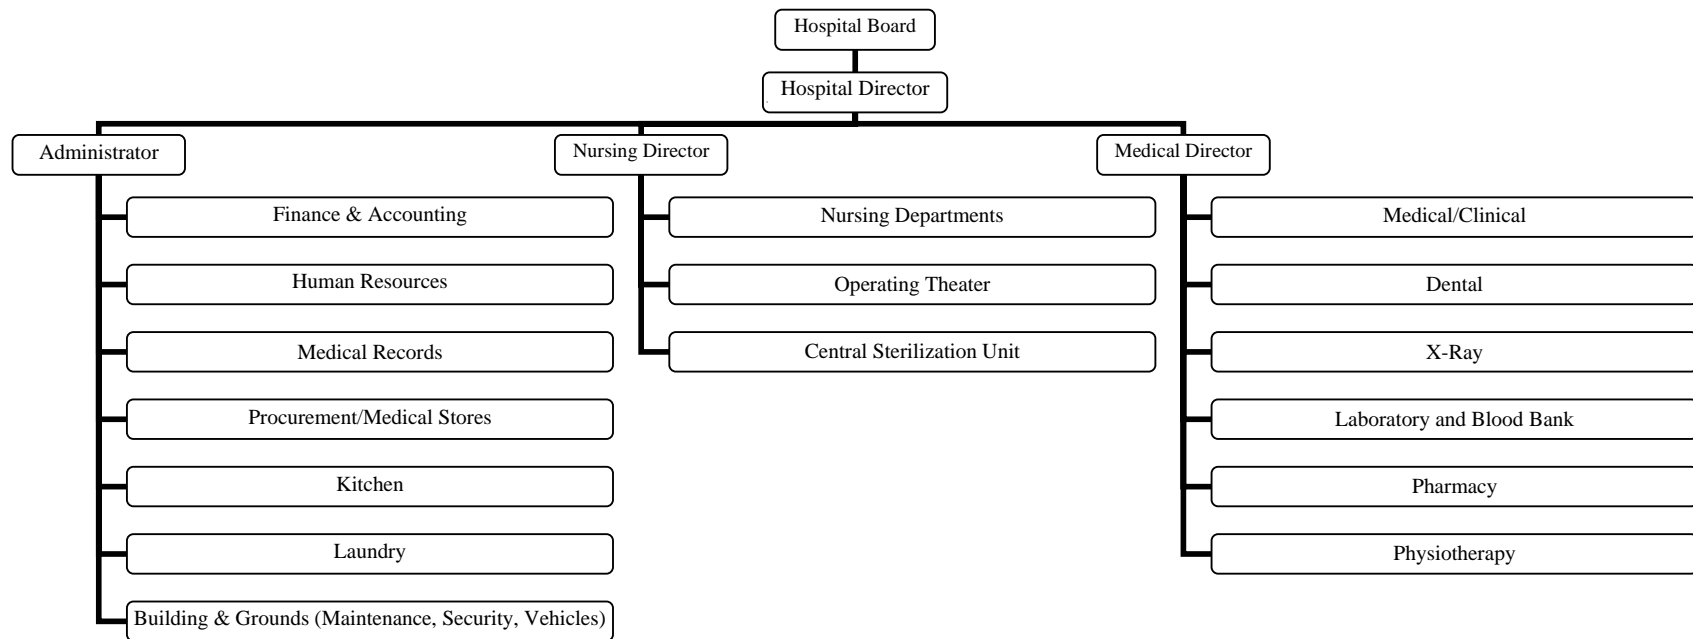 Hospital Board
Hospital Director
Administrator
Nursing Director
Medical Director
Finance & Accounting
Human Resources
Medical Records
Procurement/Medical Stores
Kitchen
Laundry
Building & Grounds (Maintenance, Security, Vehicles)
Nursing Departments
Operating Theater
Central Sterilization Unit
Medical/Clinical
Dental
X-Ray
Laboratory and Blood Bank
Pharmacy
Physiotherapy